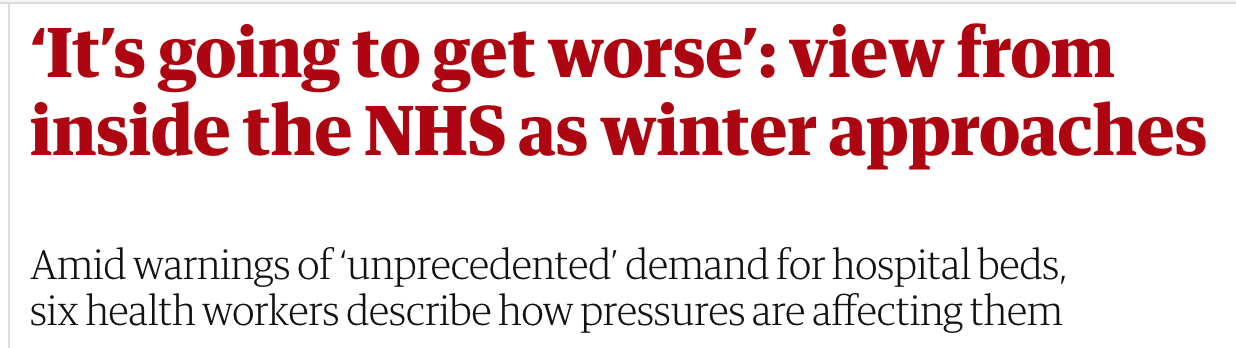 ‘It’s going to get worse’: view from
inside the NHS as winter approaches
Amid warnings of ‘unprecedented’ demand for hospital beds,
six health workers describe how pressures are affecting them